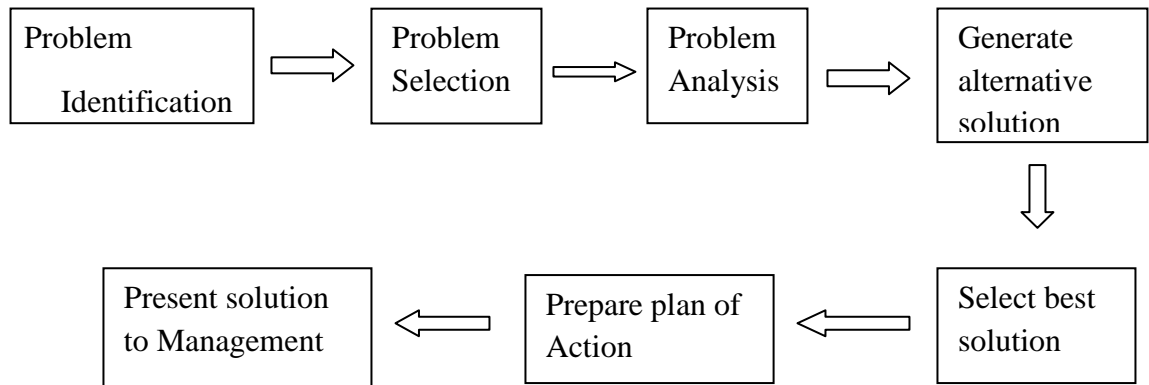 Problem
Identification
Problem
Selection
Problem
Analysis
Generate
alternative
solution
Select best
solution
Prepare plan of
Action
Present solution
to Management